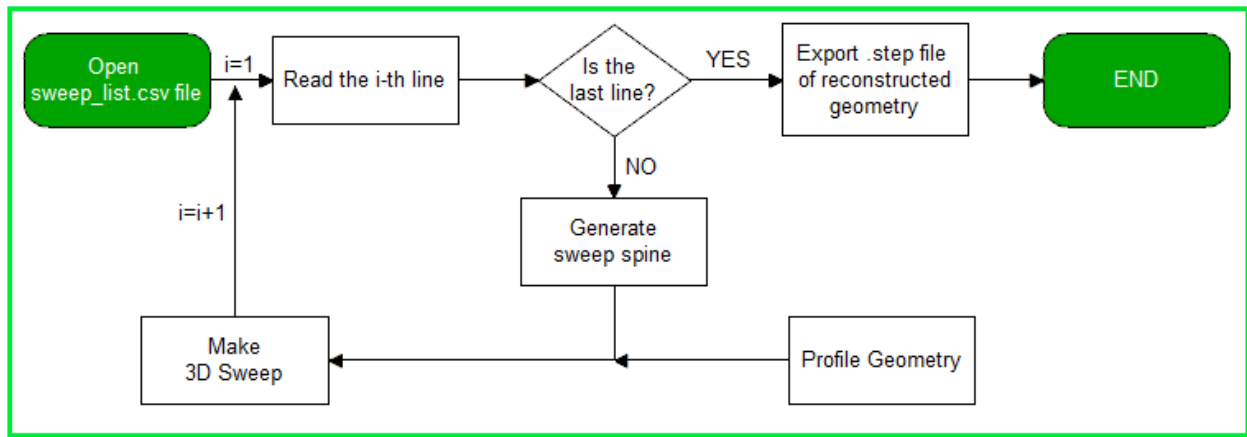 Open
sweep_list.csv file
i=1
Read the i-th line
Is the
last line?
YES
Export .step file
of reconstructed
geometry
END
NO
i=i+1
Generate
sweep spine
Make
3D Sweep
Profile Geometry